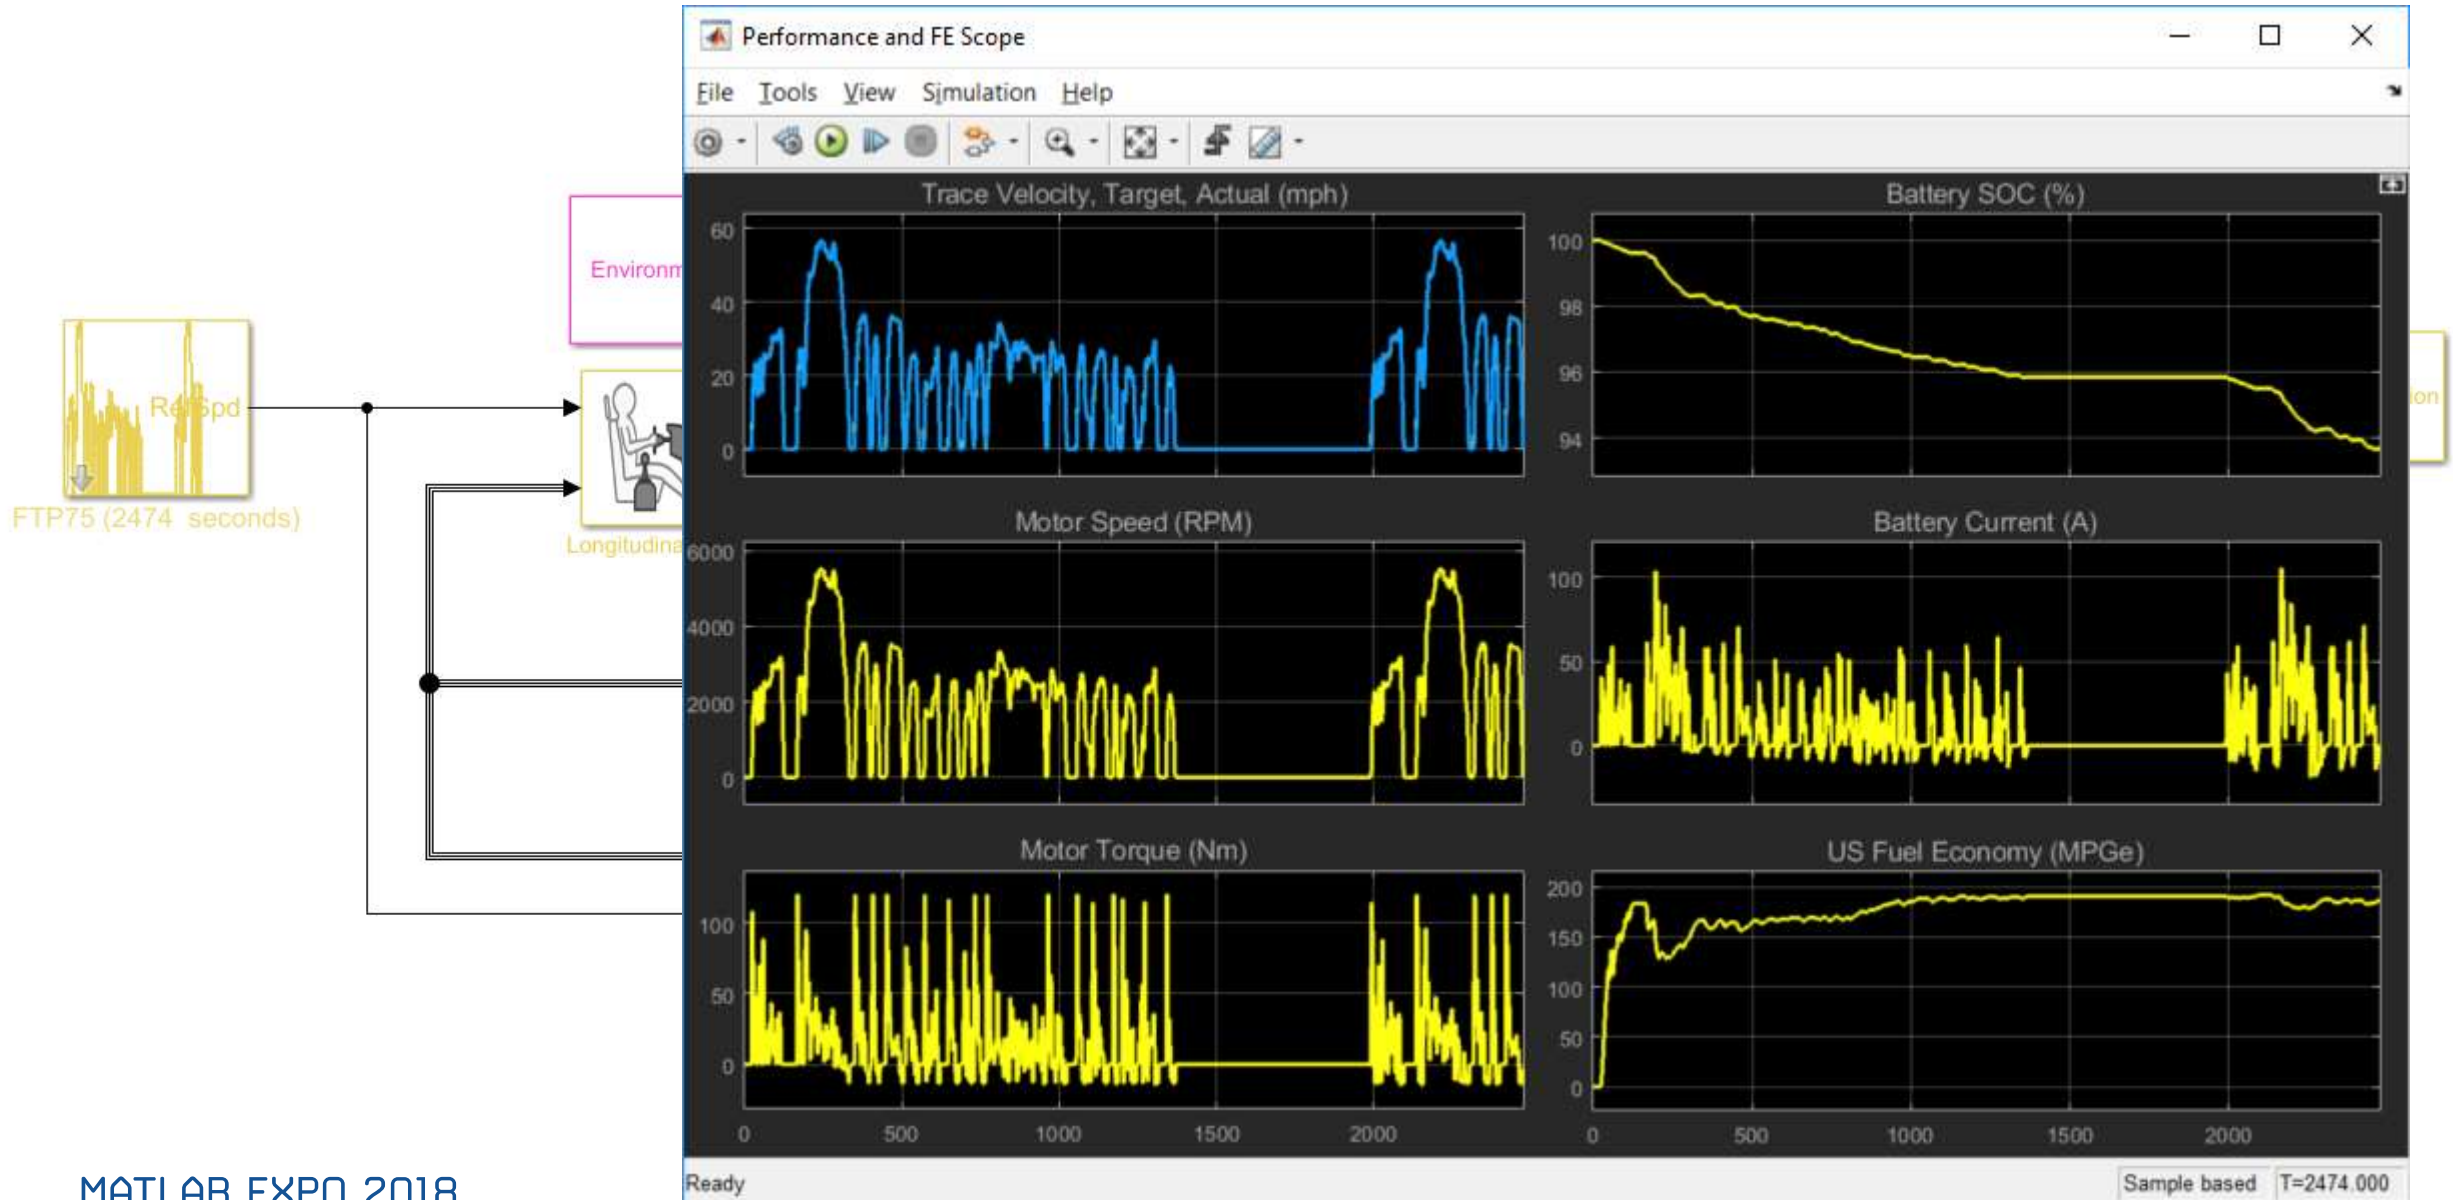 Performance and FE Scope
File Tools View Simulation Help
Trace Velocity, Target, Actual (mph)
60
40
20
0
Battery SOC (%)
100
98
96
94
Motor Speed (RPM)
6000
4000
2000
0
Battery Current (A)
100
50
0
Motor Torque (Nm)
100
50
0
0 500 1000 1500 2000
US Fuel Economy (MPGe)
200
150
100
50
0
0 500 1000 1500 2000
Ready
Sample based T=2474.000
Environm
RefSpd
FTP75 (2474 seconds)
Longitudina
ion
MATLAB EXPO 2018